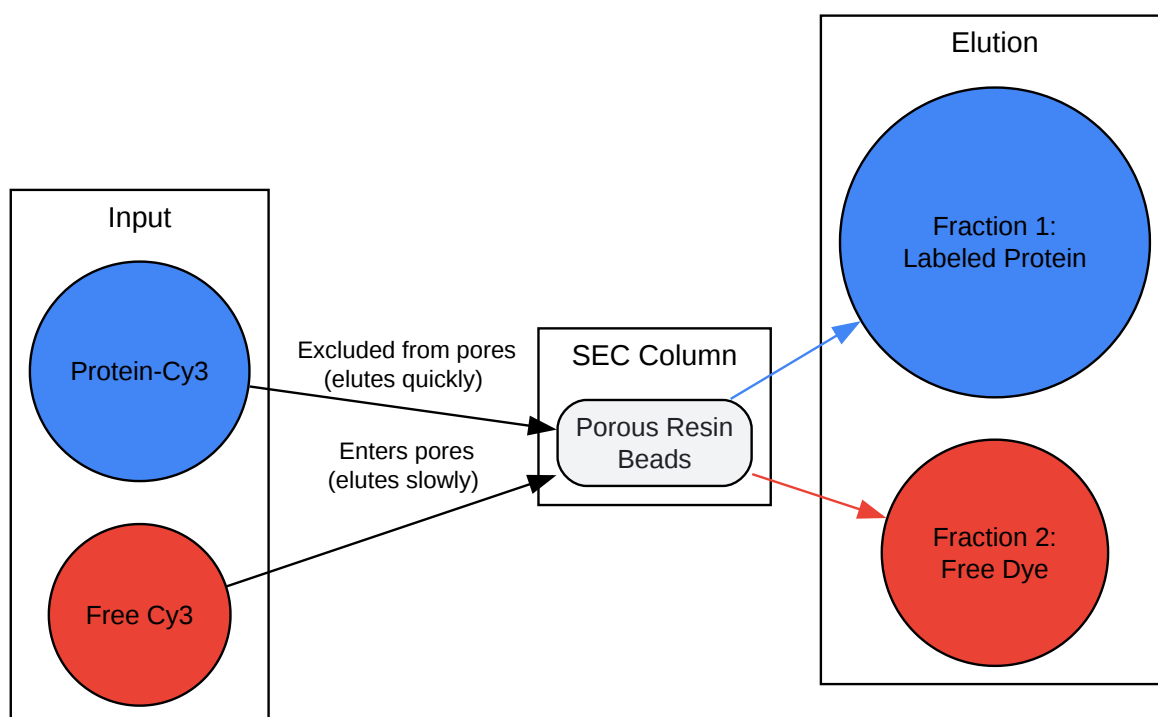 Input
Protein-Cy3
Free Cy3
Excluded from pores
(elutes quickly)
Enters pores
(elutes slowly)
SEC Column
Porous Resin
Beads
Elution
Fraction 1:
Labeled Protein
Fraction 2:
Free Dye